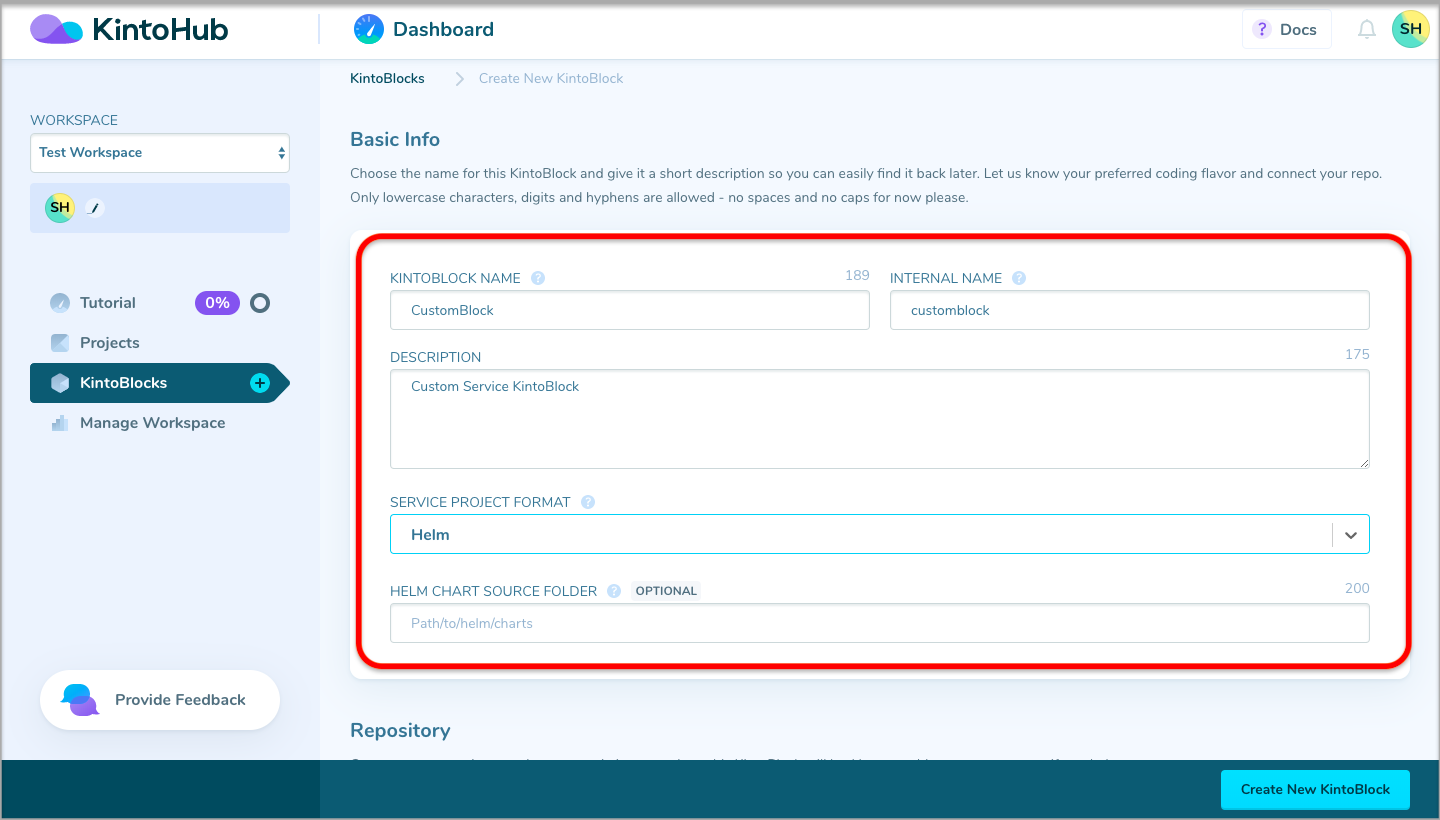 KintoHub
Dashboard
? Docs
SH
KintoBlocks
Create New KintoBlock
WORKSPACE
Test Workspace
SH
Tutorial
0%
Projects
KintoBlocks
+
Manage Workspace
Provide Feedback
Basic Info
Choose the name for this KintoBlock and give it a short description so you can easily find it back later. Let us know your preferred coding flavor and connect your repo.
Only lowercase characters, digits and hyphens are allowed - no spaces and no caps for now please.
KINTOBLOCK NAME ?
189
INTERNAL NAME ?
CustomBlock
customblock
DESCRIPTION
175
Custom Service KintoBlock
SERVICE PROJECT FORMAT ?
Helm
HELM CHART SOURCE FOLDER ? OPTIONAL
200
Path/to/helm/charts
Repository
Create New KintoBlock